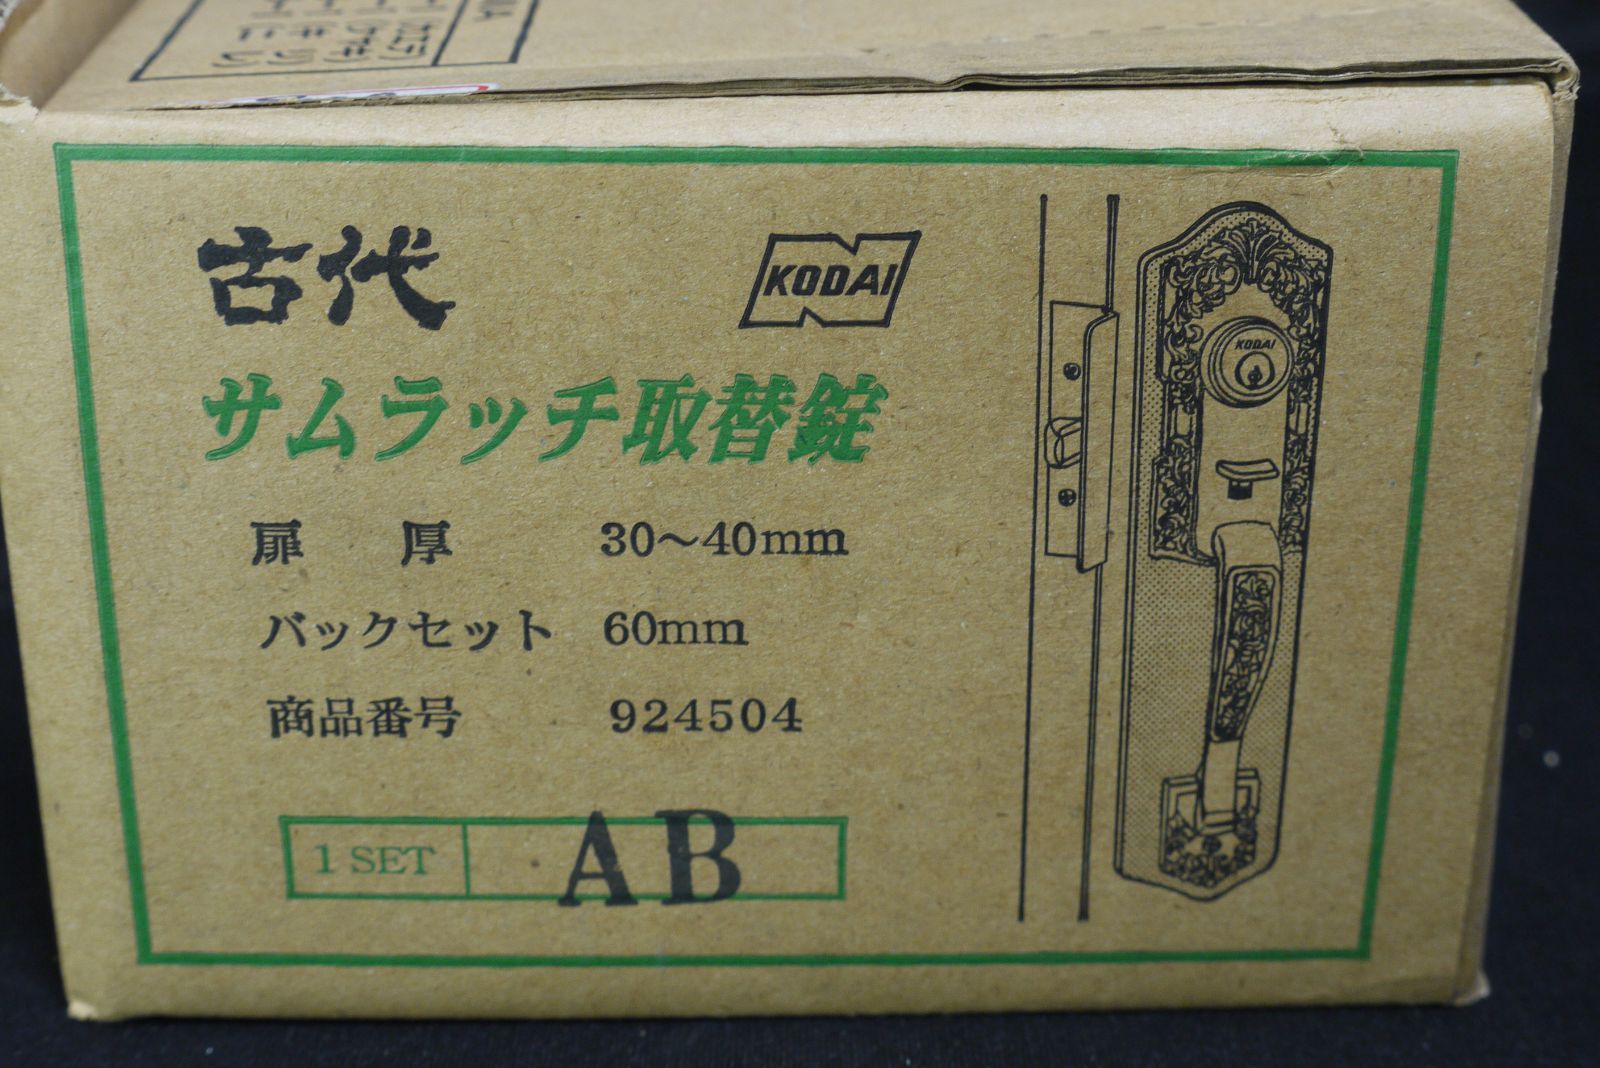 古代
KODAI
サムラッチ取替錠
扉 厚 30～40mm
バックセット 60mm
商品番号 924504
1 SET AB
KODAI